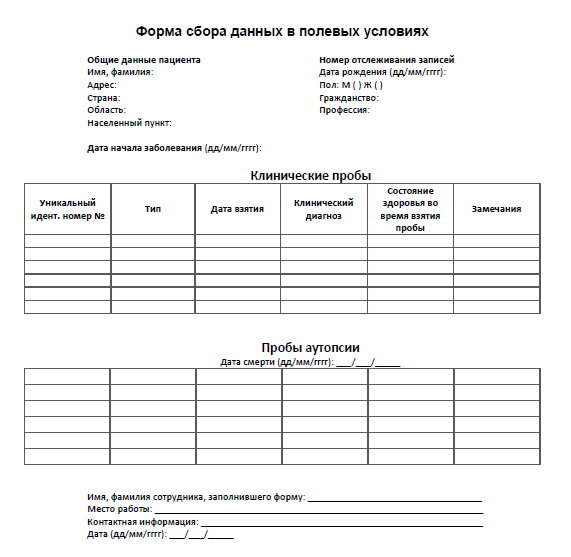 Форма сбора данных в полевых условиях
Общие данные пациента
Номер отслеживания записей
Имя, фамилия:
Дата рождения (дд/мм/гггг):
Адрес:
Пол: М ( ) Ж ( )
Страна:
Гражданство:
Область:
Профессия:
Населенный пункт:
Дата начала заболевания (дд/мм/гггг):
Клинические пробы
Уникальный
идент. номер №
Тип
Дата взятия
Клинический
диагноз
Состояние
здоровья во
время взятия
пробы
Замечания
Пробы аутопсии
Дата смерти (дд/мм/гггг): ___/___/_____
Имя, фамилия сотрудника, заполнившего форму: ___________________________________
Место работы: __________________________________________________________________
Контактная информация: _________________________________________________________
Дата (дд/мм/гггг): ___/___/_____